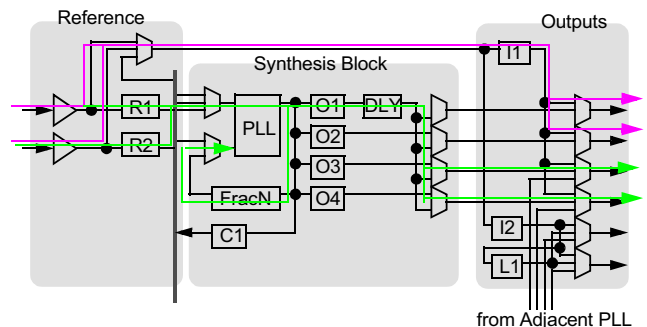 Reference
Outputs
Synthesis Block
I1
R1
O1
DLY
PLL
R2
O2
O3
FracN
O4
I2
C1
L1
from Adjacent PLL